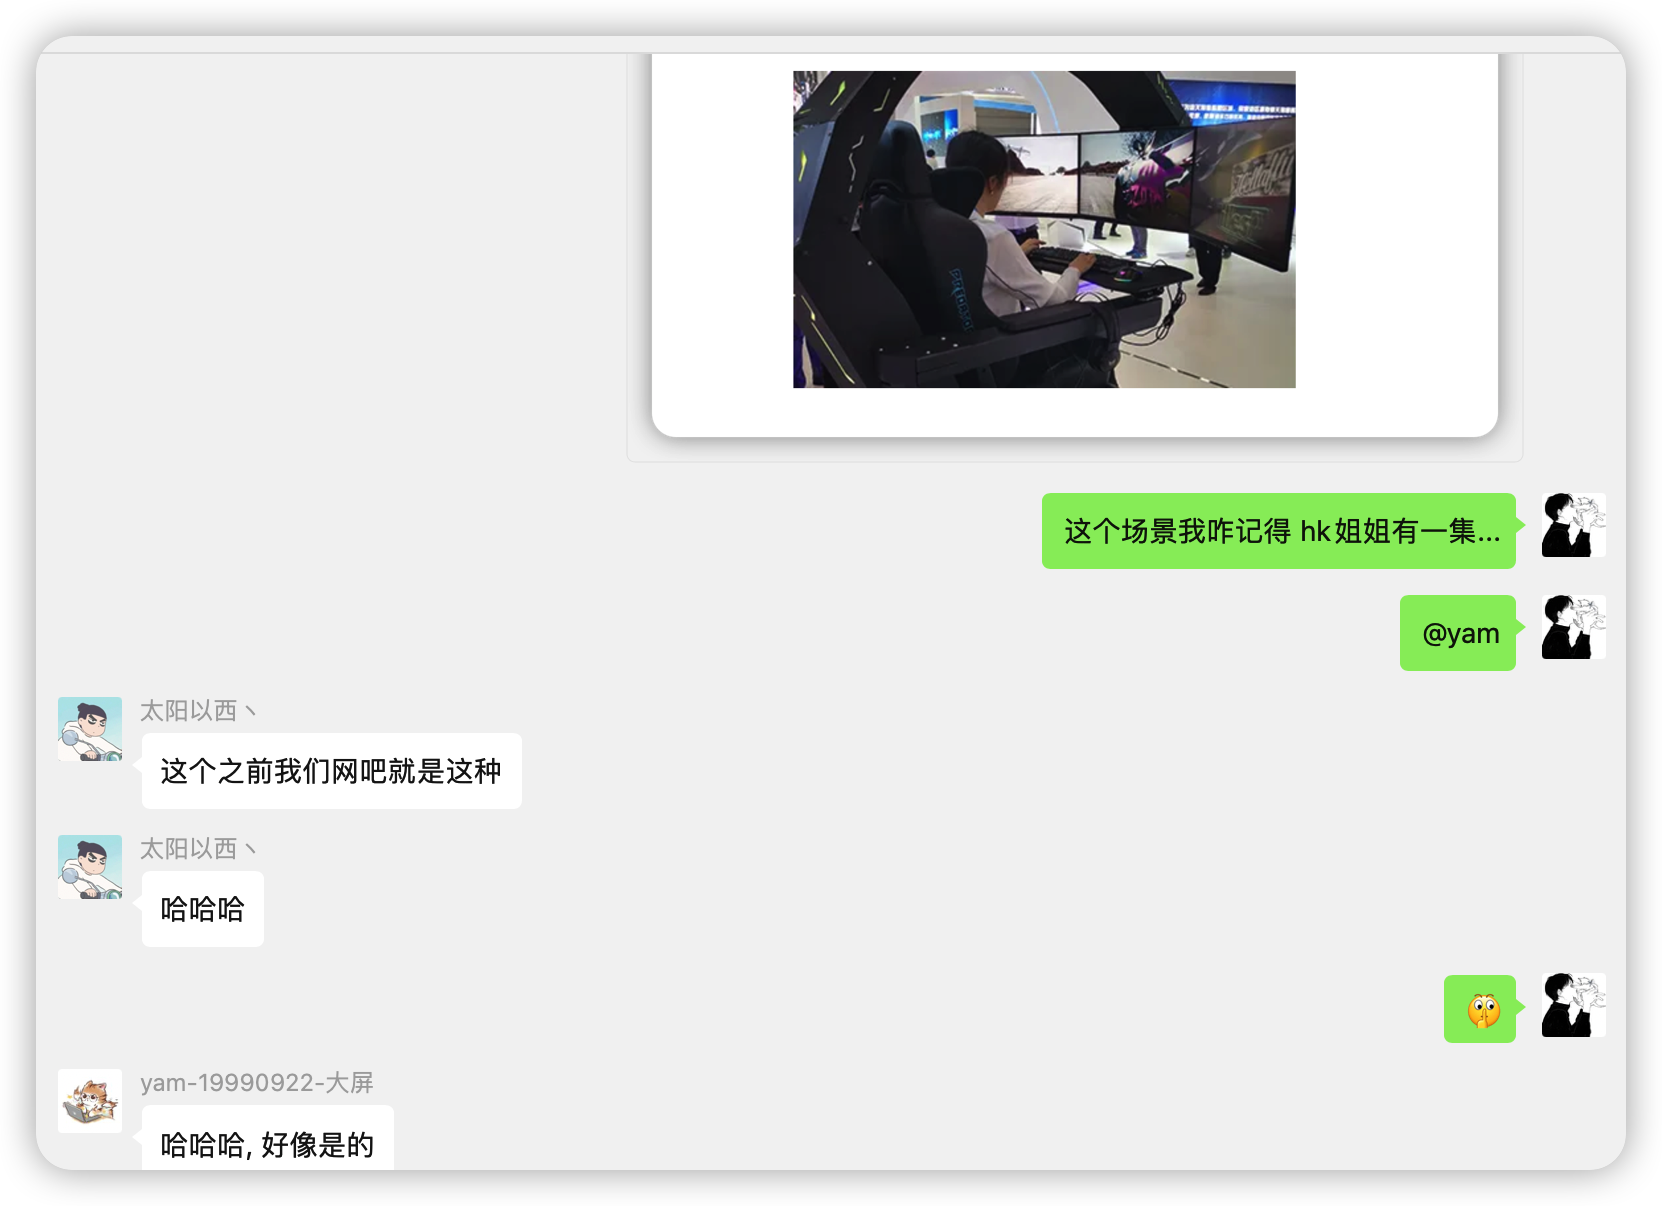 PREDATOR
这个场景我咋记得 hk姐姐有一集...
@yam
太阳以西丶
这个之前我们网吧就是这种
太阳以西丶
哈哈哈
yam-19990922-大屏
哈哈哈, 好像是的